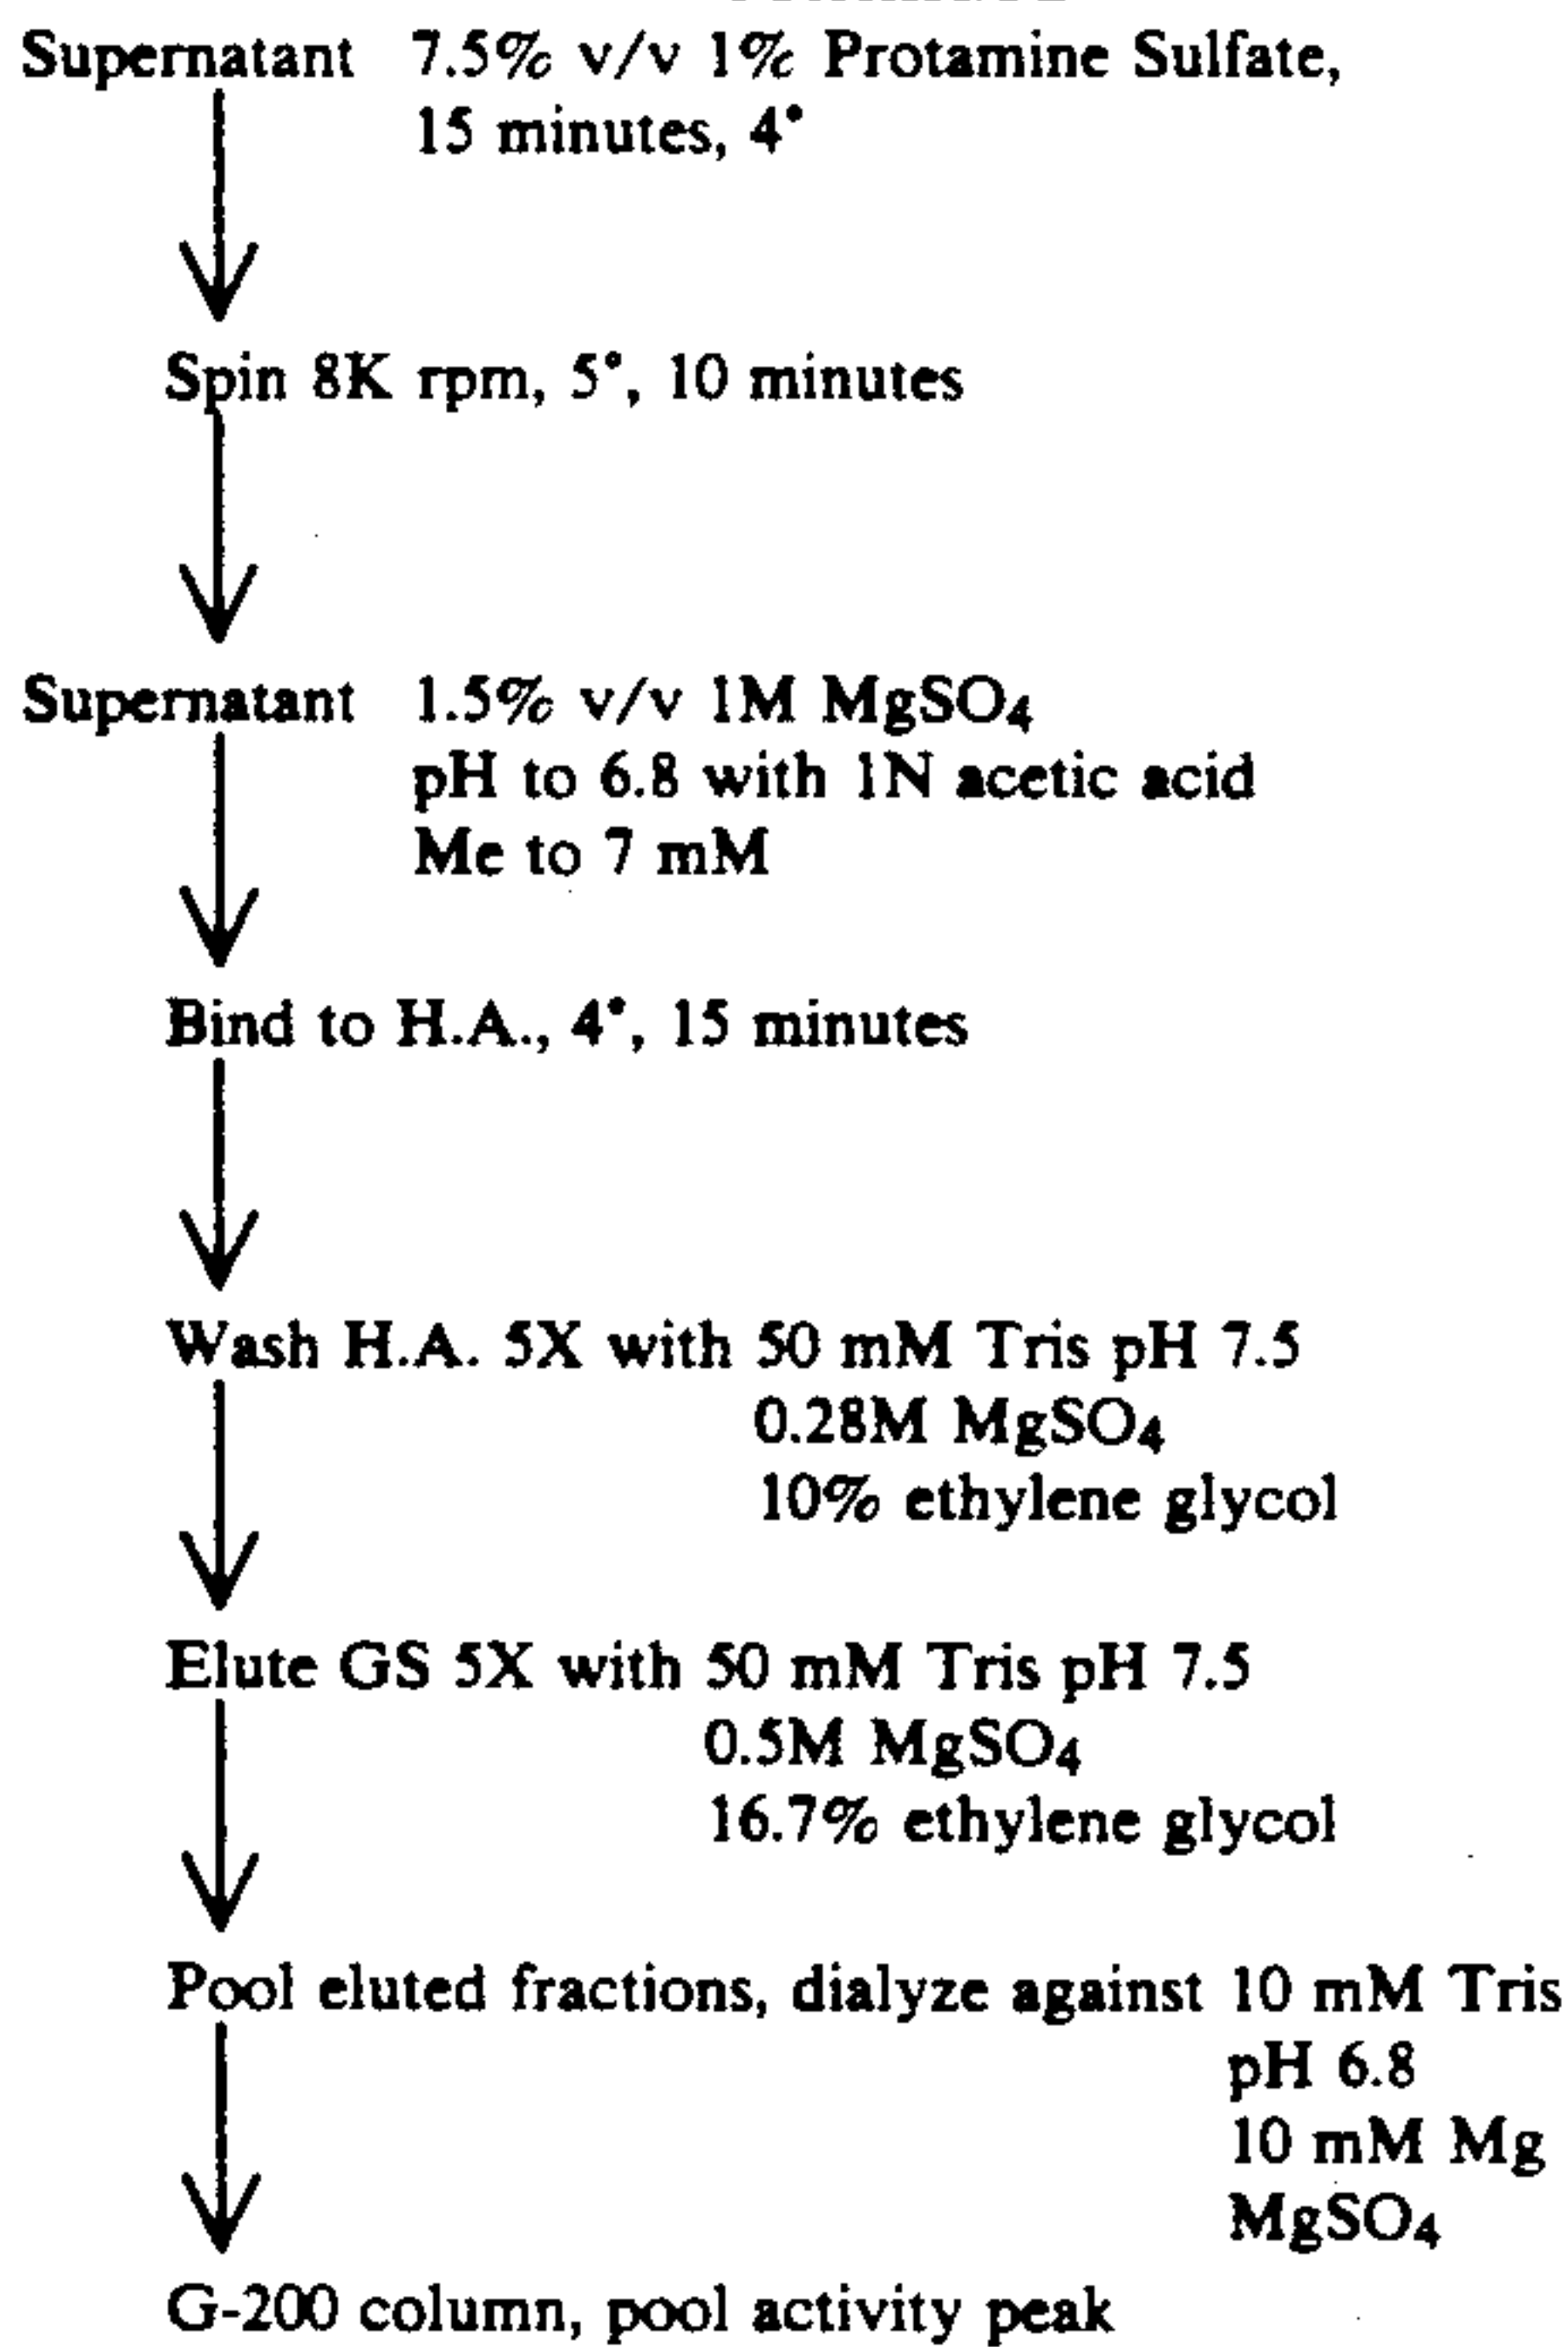 Supernatant 7.5% v/v 1% Protamine Sulfate,
15 minutes, 4°
Spin 8K rpm, 5°, 10 minutes
Supernatant 1.5% v/v 1M MgSO4
pH to 6.8 with 1N acetic acid
Me to 7 mM
Bind to H.A., 4°, 15 minutes
Wash H.A. 5X with 50 mM Tris pH 7.5
0.28M MgSO4
10% ethylene glycol
Elute GS 5X with 50 mM Tris pH 7.5
0.5M MgSO4
16.7% ethylene glycol
Pool eluted fractions, dialyze against 10 mM Tris
pH 6.8
10 mM Mg
MgSO4
G-200 column, pool activity peak